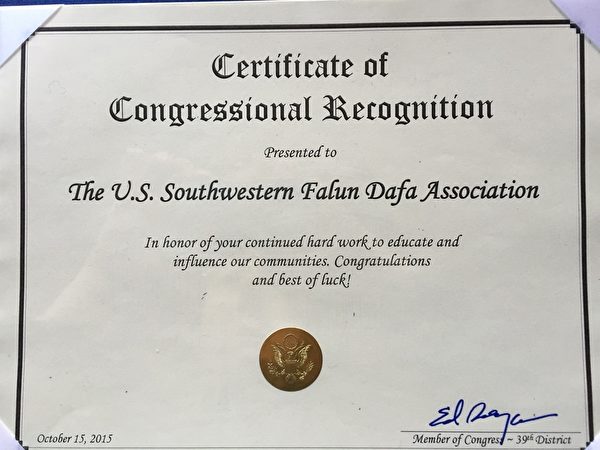 Certificate of
Congressional Recognition
Presented to
The U.S. Southwestern Falun Dafa Association
In honor of your continued hard work to educate and
influence our communities. Congratulations
and best of luck!
October 15, 2015
Member of Congress ~ 39th District